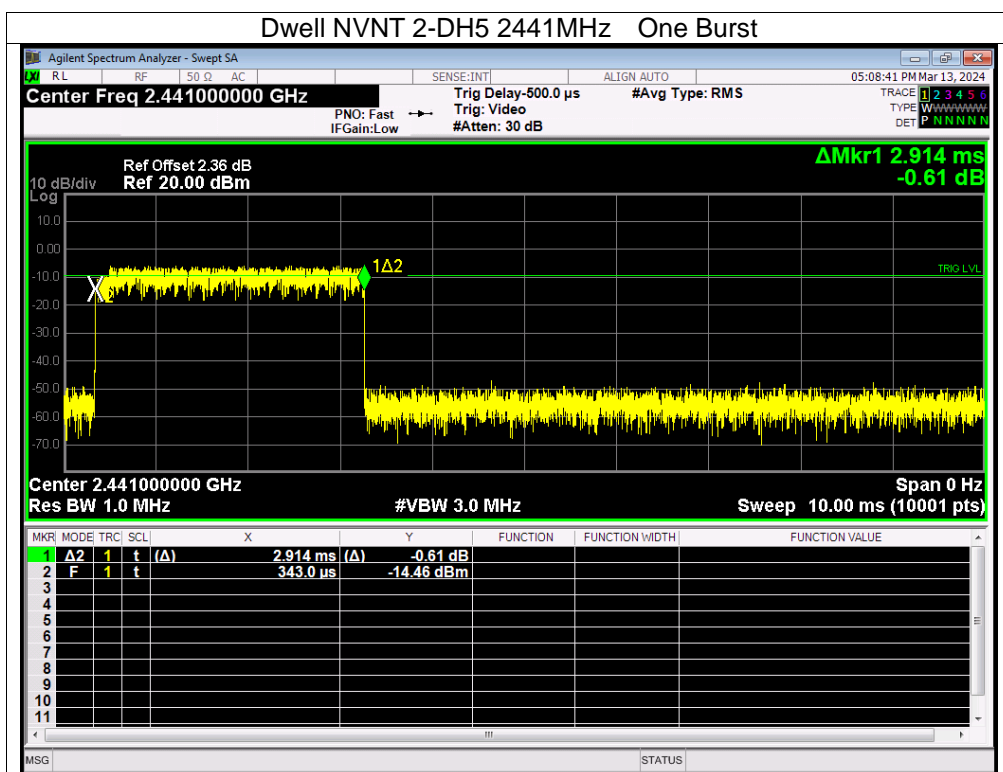 Dwell NVNT 2-DH5 2441MHz One Burst
Agilent Spectrum Analyzer - Swept SA
LXI RL RF 50 Ω AC SENSE:INT ALIGN AUTO 05:08:41 PM Mar 13, 2024
Center Freq 2.441000000 GHz Trig Delay-500.0 µs #Avg Type: RMS TRACE 1 2 3 4 5 6
PNO: Fast Trig: Video TYPE WWWWWW
IFGain:Low #Atten: 30 dB DET P N N N N N
ΔMkr1 2.914 ms
-0.61 dB
Ref Offset 2.36 dB
10 dB/div Ref 20.00 dBm
Log
10.0
0.00
1Δ2
TRIG LVL
-10.0
X2
-20.0
-30.0
-40.0
-50.0
-60.0
-70.0
Center 2.441000000 GHz Span 0 Hz
Res BW 1.0 MHz #VBW 3.0 MHz Sweep 10.00 ms (10001 pts)
MKR MODE TRC SCL X Y FUNCTION FUNCTION WIDTH FUNCTION VALUE
1 Δ2 1 t (Δ) 2.914 ms (Δ) -0.61 dB
2 F 1 t 343.0 µs -14.46 dBm
3
4
5
6
7
8
9
10
11
MSG STATUS